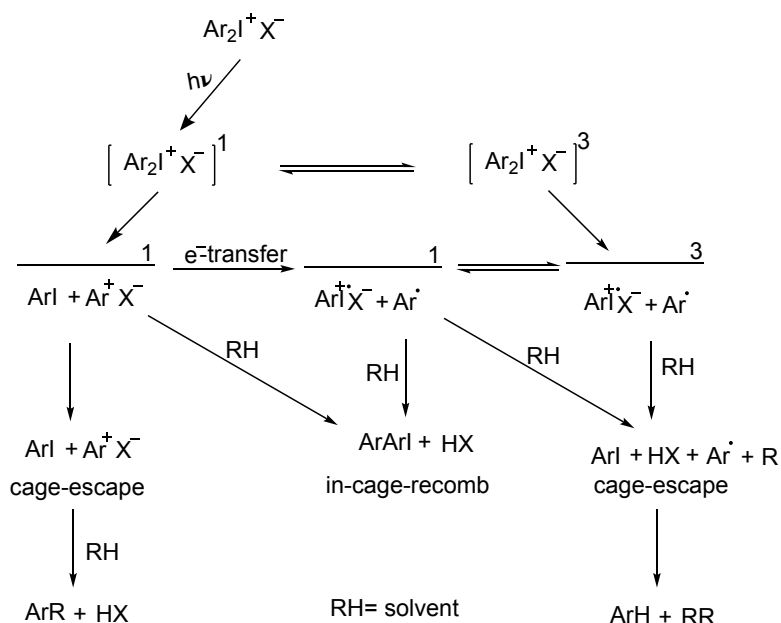 Ar₂I⁺X⁻
hν
[ Ar₂I⁺ X⁻ ]¹ [ Ar₂I⁺ X⁻ ]³
1 e⁻transfer 1 3
ArI + Ar⁺ X⁻ ArI⁺˙X⁻ + Ar˙ ArI⁺˙X⁻ + Ar˙
RH RH RH RH
ArI + Ar⁺ X⁻ ArArI + HX ArI + HX + Ar˙ + R
cage-escape in-cage-recomb cage-escape
RH
ArR + HX RH= solvent ArH + RR